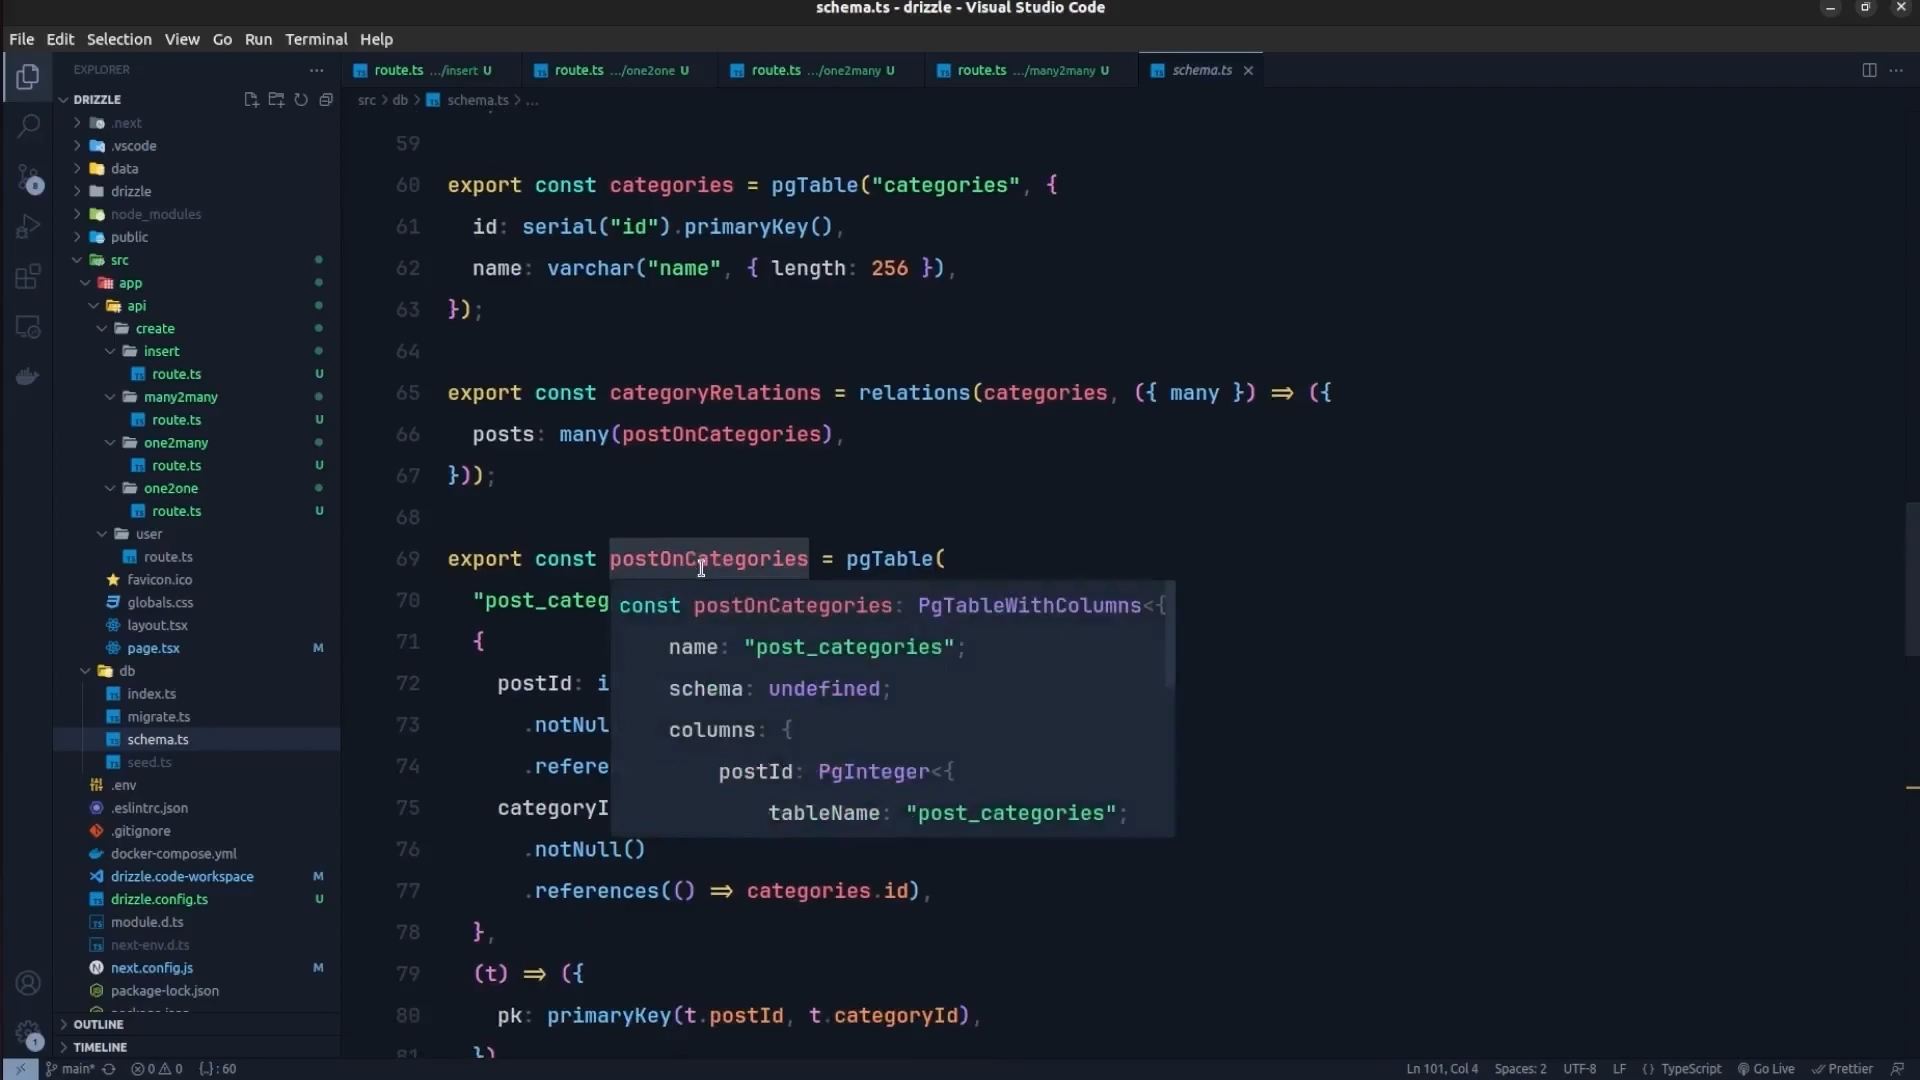 schema.ts - drizzle - Visual Studio Code
File Edit Selection View Go Run Terminal Help
EXPLORER
DRIZZLE
.next
.vscode
data
drizzle
node_modules
public
src
app
api
create
insert
route.ts U
many2many
route.ts U
one2many
route.ts U
one2one
route.ts U
user
route.ts
favicon.ico
globals.css
layout.tsx
page.tsx M
db
index.ts
migrate.ts
schema.ts
seed.ts
.env
.eslintrc.json
.gitignore
docker-compose.yml
drizzle.code-workspace M
drizzle.config.ts U
module.d.ts
next-env.d.ts
next.config.js M
package-lock.json
OUTLINE
TIMELINE
route.ts .../insert U route.ts .../one2one U route.ts .../one2many U route.ts .../many2many U schema.ts
src > db > schema.ts > ...
59
60 export const categories = pgTable("categories", {
61 id: serial("id").primaryKey(),
62 name: varchar("name", { length: 256 }),
63 });
64
65 export const categoryRelations = relations(categories, ({ many }) => ({
66 posts: many(postOnCategories),
67 }));
68
69 export const postOnCategories = pgTable(
70 "post_categ
71 {
72 postId: i
73 .notNul
74 .refere
75 categoryI
76 .notNull()
77 .references(() => categories.id),
78 },
79 (t) => ({
80 pk: primaryKey(t.postId, t.categoryId),
81 })
const postOnCategories: PgTableWithColumns<{
name: "post_categories";
schema: undefined;
columns: {
postId: PgInteger<{
tableName: "post_categories";
main* 0 0 {..}: 60 Ln 101, Col 4 Spaces: 2 UTF-8 LF {} TypeScript Go Live Prettier